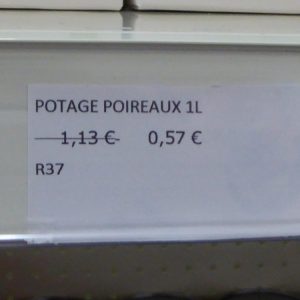 POTAGE POIREAUX 1L
1,13 € 0,57 €
R37